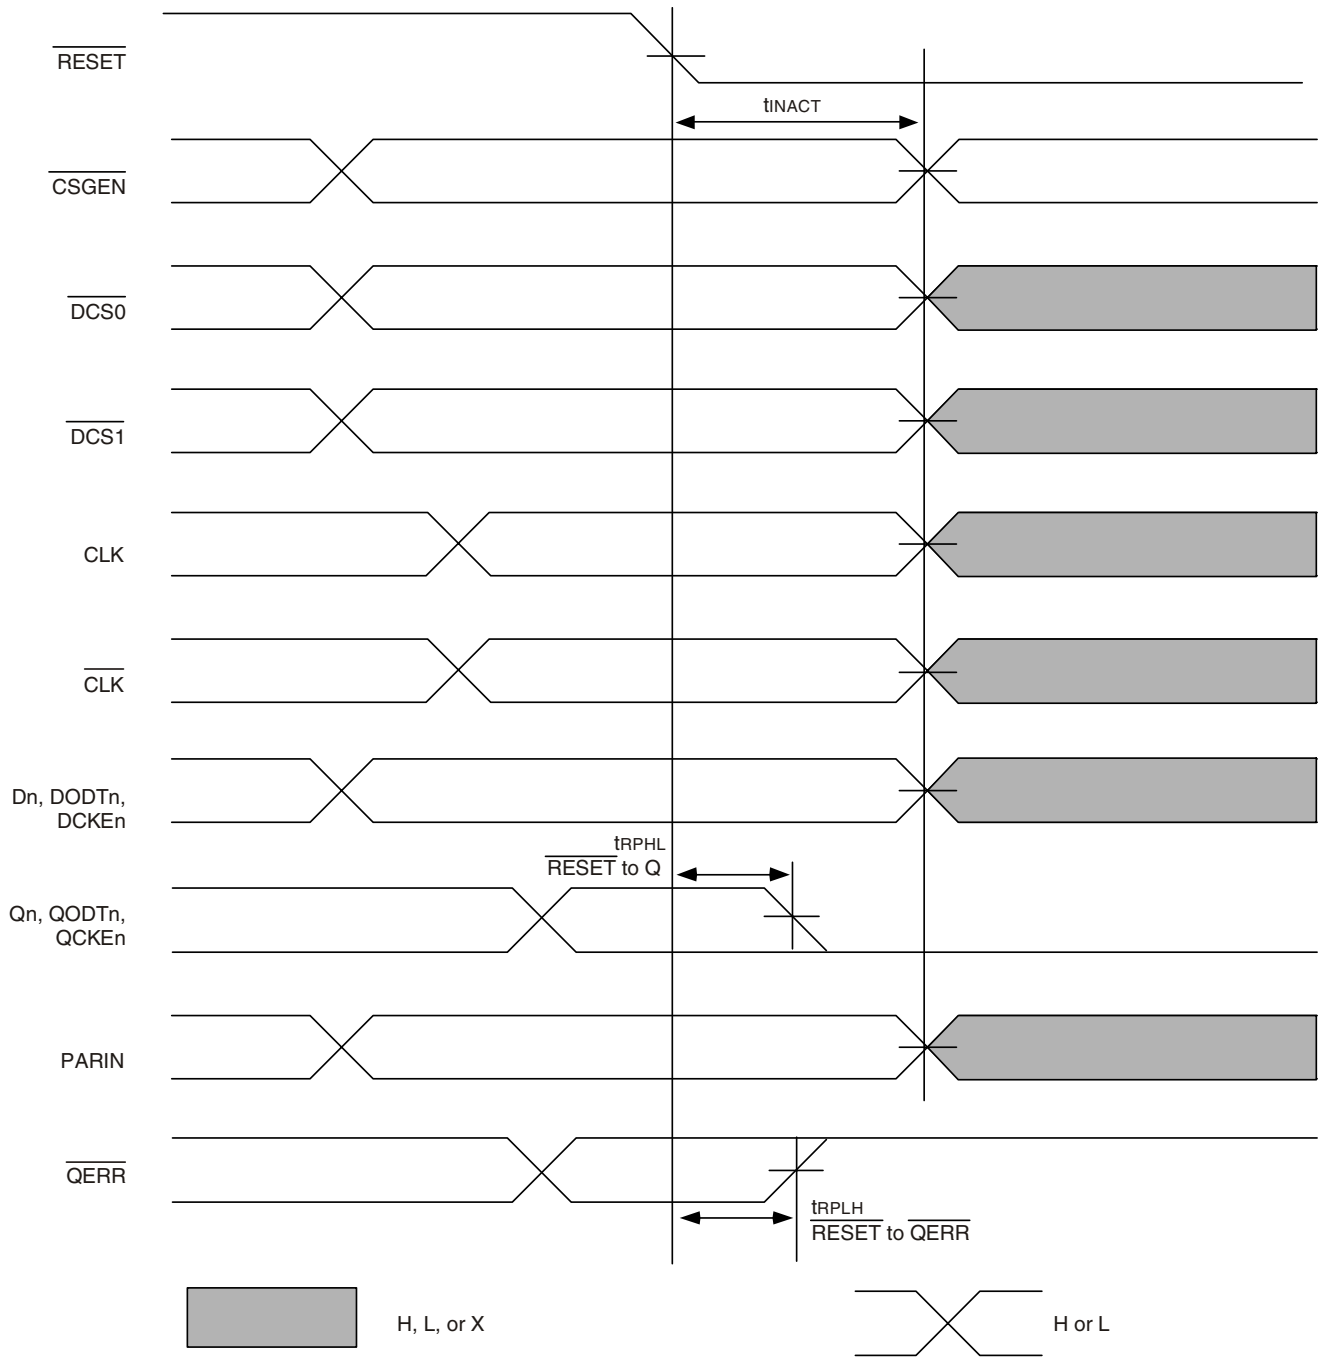 RESET
tINACT
CSGEN
DCS0
DCS1
CLK
CLK
Dn, DODTn,
DCKEn
tRPHL
RESET to Q
Qn, QODTn,
QCKEn
PARIN
QERR
tRPLH
RESET to QERR
H, L, or X
H or L